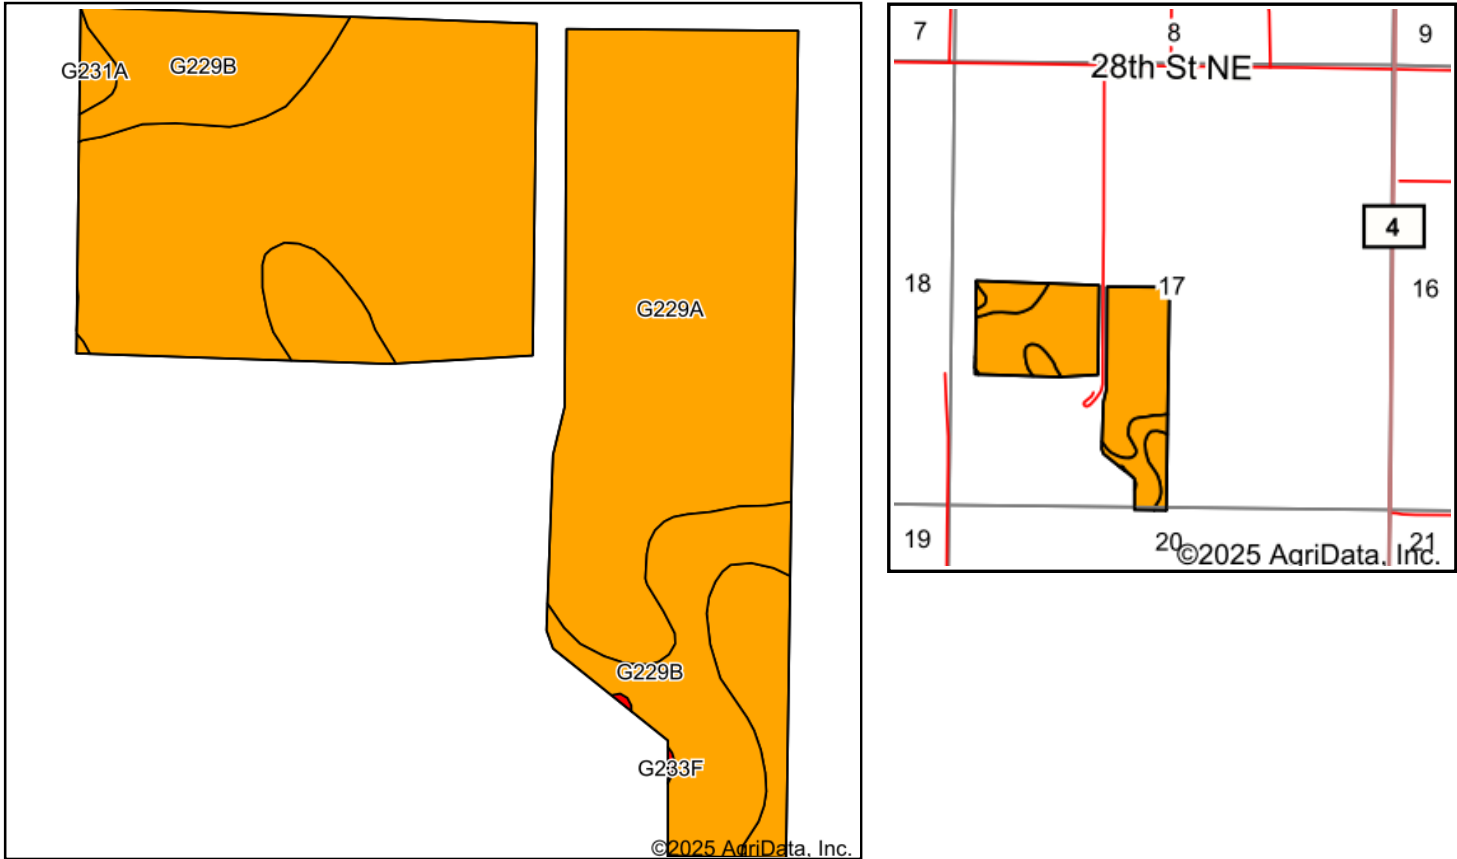 G231A
G229B
G229A
G229B
G233F
©2025 AgriData, Inc.
7
8
9
28th St NE
4
18
17
16
19
20
21
©2025 AgriData, Inc.